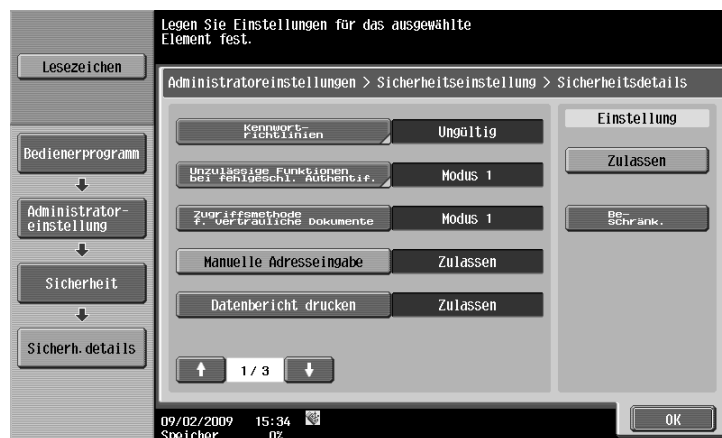 Legen Sie Einstellungen für das ausgewählte
Element fest.
Lesezeichen
Administratoreinstellungen > Sicherheitseinstellung > Sicherheitsdetails
Bedienerprogramm
Administrator-
einstellung
Sicherheit
Sicherh.details
Kennwort-
richtlinien
Ungültig
Unzulässige Funktionen
bei fehlgeschl. Authentif.
Modus 1
Zugriffsmethode
f. vertrauliche Dokumente
Modus 1
Manuelle Adresseingabe
Zulassen
Datenbericht drucken
Zulassen
1/ 3
Einstellung
Zulassen
Be-
schränk.
09/02/2009 15:34
Speicher 0%
OK